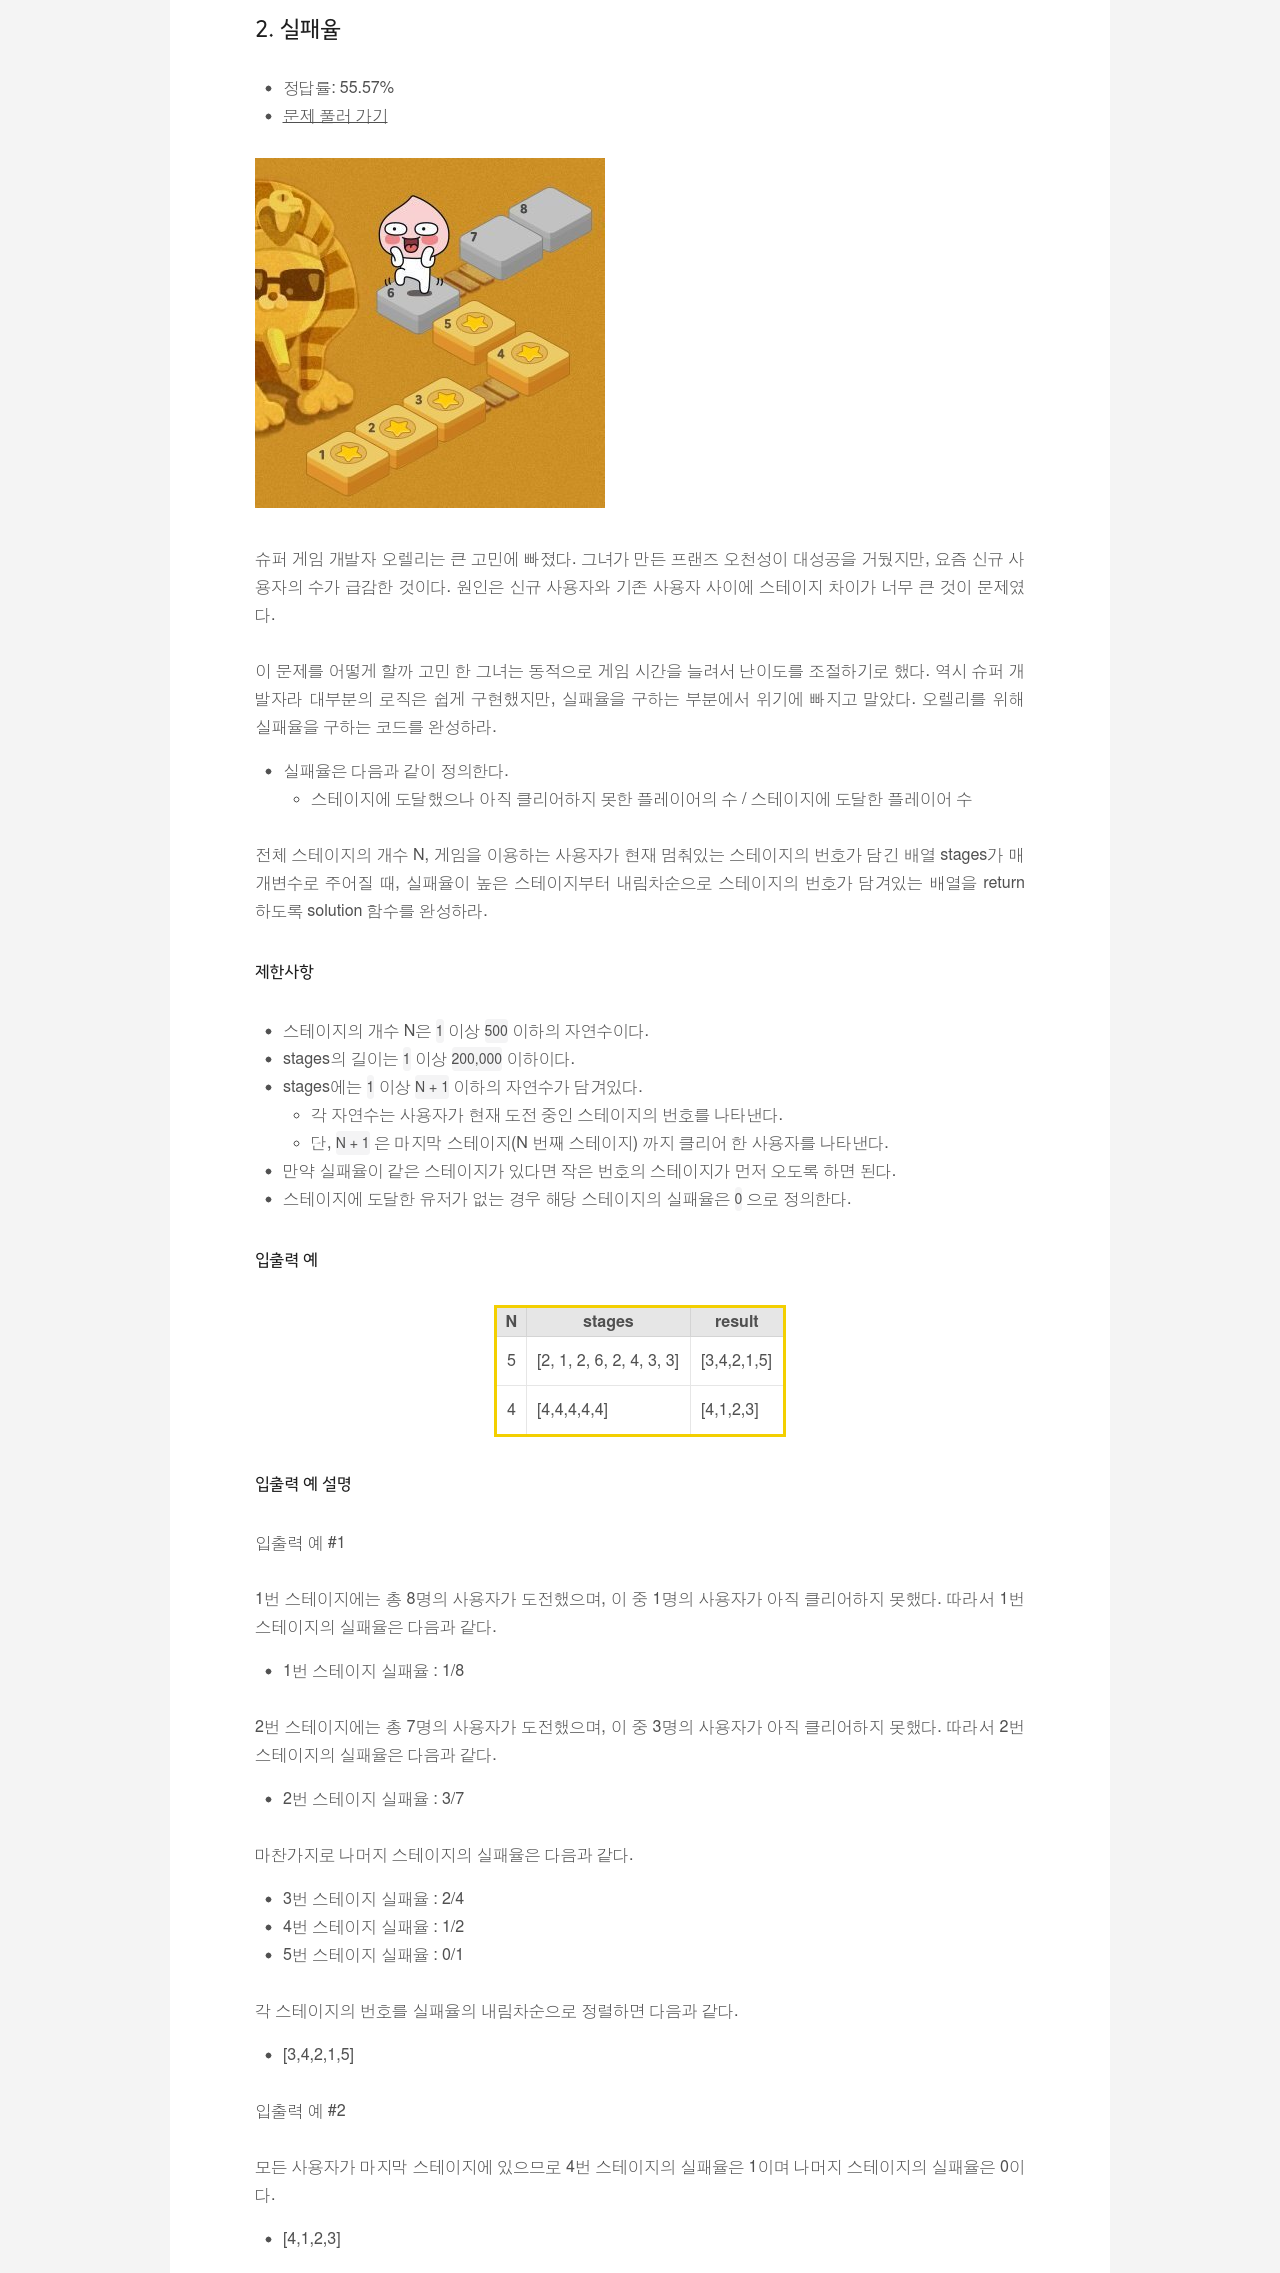 2. 실패율
정답률: 55.57%
문제 풀러 가기
8
7
6
5
4
3
2
1
슈퍼 게임 개발자 오렐리는 큰 고민에 빠졌다. 그녀가 만든 프랜즈 오천성이 대성공을 거뒀지만, 요즘 신규 사
용자의 수가 급감한 것이다. 원인은 신규 사용자와 기존 사용자 사이에 스테이지 차이가 너무 큰 것이 문제였
다.
이 문제를 어떻게 할까 고민 한 그녀는 동적으로 게임 시간을 늘려서 난이도를 조절하기로 했다. 역시 슈퍼 개
발자라 대부분의 로직은 쉽게 구현했지만, 실패율을 구하는 부분에서 위기에 빠지고 말았다. 오렐리를 위해
실패율을 구하는 코드를 완성하라.
실패율은 다음과 같이 정의한다.
스테이지에 도달했으나 아직 클리어하지 못한 플레이어의 수 / 스테이지에 도달한 플레이어 수
전체 스테이지의 개수 N, 게임을 이용하는 사용자가 현재 멈춰있는 스테이지의 번호가 담긴 배열 stages가 매
개변수로 주어질 때, 실패율이 높은 스테이지부터 내림차순으로 스테이지의 번호가 담겨있는 배열을 return
하도록 solution 함수를 완성하라.
제한사항
스테이지의 개수 N은 1 이상 500 이하의 자연수이다.
stages의 길이는 1 이상 200,000 이하이다.
stages에는 1 이상 N + 1 이하의 자연수가 담겨있다.
각 자연수는 사용자가 현재 도전 중인 스테이지의 번호를 나타낸다.
단, N + 1 은 마지막 스테이지(N 번째 스테이지) 까지 클리어 한 사용자를 나타낸다.
만약 실패율이 같은 스테이지가 있다면 작은 번호의 스테이지가 먼저 오도록 하면 된다.
스테이지에 도달한 유저가 없는 경우 해당 스테이지의 실패율은 0 으로 정의한다.
입출력 예
N stages result
5 [2, 1, 2, 6, 2, 4, 3, 3] [3,4,2,1,5]
4 [4,4,4,4,4] [4,1,2,3]
입출력 예 설명
입출력 예 #1
1번 스테이지에는 총 8명의 사용자가 도전했으며, 이 중 1명의 사용자가 아직 클리어하지 못했다. 따라서 1번
스테이지의 실패율은 다음과 같다.
1번 스테이지 실패율 : 1/8
2번 스테이지에는 총 7명의 사용자가 도전했으며, 이 중 3명의 사용자가 아직 클리어하지 못했다. 따라서 2번
스테이지의 실패율은 다음과 같다.
2번 스테이지 실패율 : 3/7
마찬가지로 나머지 스테이지의 실패율은 다음과 같다.
3번 스테이지 실패율 : 2/4
4번 스테이지 실패율 : 1/2
5번 스테이지 실패율 : 0/1
각 스테이지의 번호를 실패율의 내림차순으로 정렬하면 다음과 같다.
[3,4,2,1,5]
입출력 예 #2
모든 사용자가 마지막 스테이지에 있으므로 4번 스테이지의 실패율은 1이며 나머지 스테이지의 실패율은 0이
다.
[4,1,2,3]